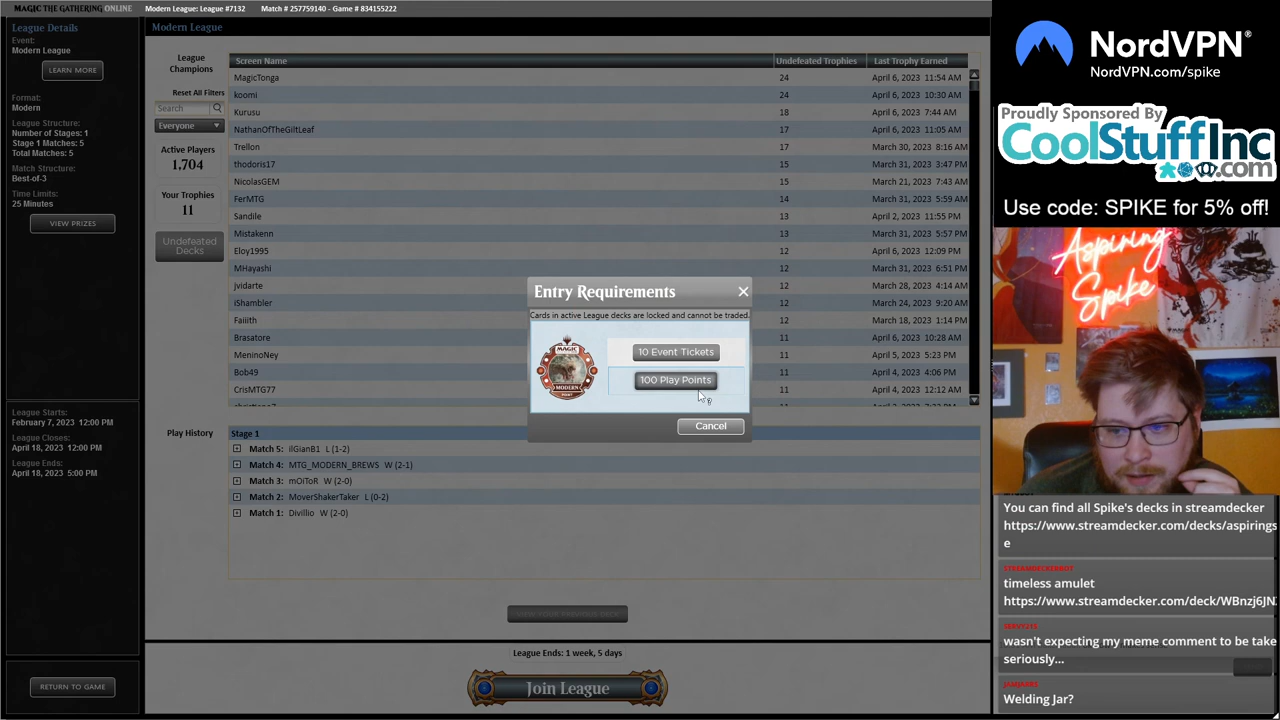 MAGIC THE GATHERING ONLINE
Modern League: League #7132
Match # 257759140 - Game # 834155222
League Details
Event:
Modern League
LEARN MORE
Format:
Modern
League Structure:
Number of Stages: 1
Stage 1 Matches: 5
Total Matches: 5
Match Structure:
Best-of-3
Time Limits:
25 Minutes
VIEW PRIZES
League Starts:
February 7, 2023 12:00 PM
League Closes:
April 18, 2023 12:00 PM
League Ends:
April 18, 2023 5:00 PM
RETURN TO GAME
Modern League
League Champions
Reset All Filters
Search
Everyone
Active Players
1,704
Your Trophies
11
Undefeated Decks
Screen Name Undefeated Trophies Last Trophy Earned
MagicTonga 24 April 6, 2023 11:54 AM
koomi 24 April 6, 2023 10:30 AM
Kurusu 18 April 6, 2023 7:44 AM
NathanOfTheGiltLeaf 17 April 6, 2023 11:05 AM
Trellon 17 March 30, 2023 8:16 AM
thodoris17 15 March 31, 2023 3:47 PM
NicolasGEM 15 March 21, 2023 7:43 AM
FerMTG 14 March 31, 2023 5:59 AM
Sandile 13 April 2, 2023 11:55 PM
Mistakenn 13 March 31, 2023 5:57 PM
Eloy1995 12 April 6, 2023 12:09 PM
MHayashi 12 March 31, 2023 6:51 PM
jvidarte 12 March 28, 2023 4:14 AM
iShambler 12 March 24, 2023 9:20 AM
Faiiith 12 March 18, 2023 1:14 PM
Brasatore 11 April 6, 2023 10:28 AM
MeninoNey 11 April 5, 2023 5:23 PM
Bob49 11 April 4, 2023 4:06 PM
CrisMTG77 11 April 4, 2023 12:12 AM
Entry Requirements
Cards in active League decks are locked and cannot be traded.
MAGIC
MODERN
10 Event Tickets
100 Play Points
Cancel
Play History
Stage 1
Match 5: ilGianB1 L (1-2)
Match 4: MTG_MODERN_BREWS W (2-1)
Match 3: mOiToR W (2-0)
Match 2: MoverShakerTaker L (0-2)
Match 1: Divillio W (2-0)
League Ends: 1 week, 5 days
Join League
NordVPN®
NordVPN.com/spike
Proudly Sponsored By
CoolStuffInc
.com
Use code: SPIKE for 5% off!
Aspiring
Spike
You can find all Spike's decks in streamdecker
https://www.streamdecker.com/decks/aspirings
e
timeless amulet
https://www.streamdecker.com/deck/WBnzj6JN
wasn't expecting my meme comment to be take
seriously...
Welding Jar?